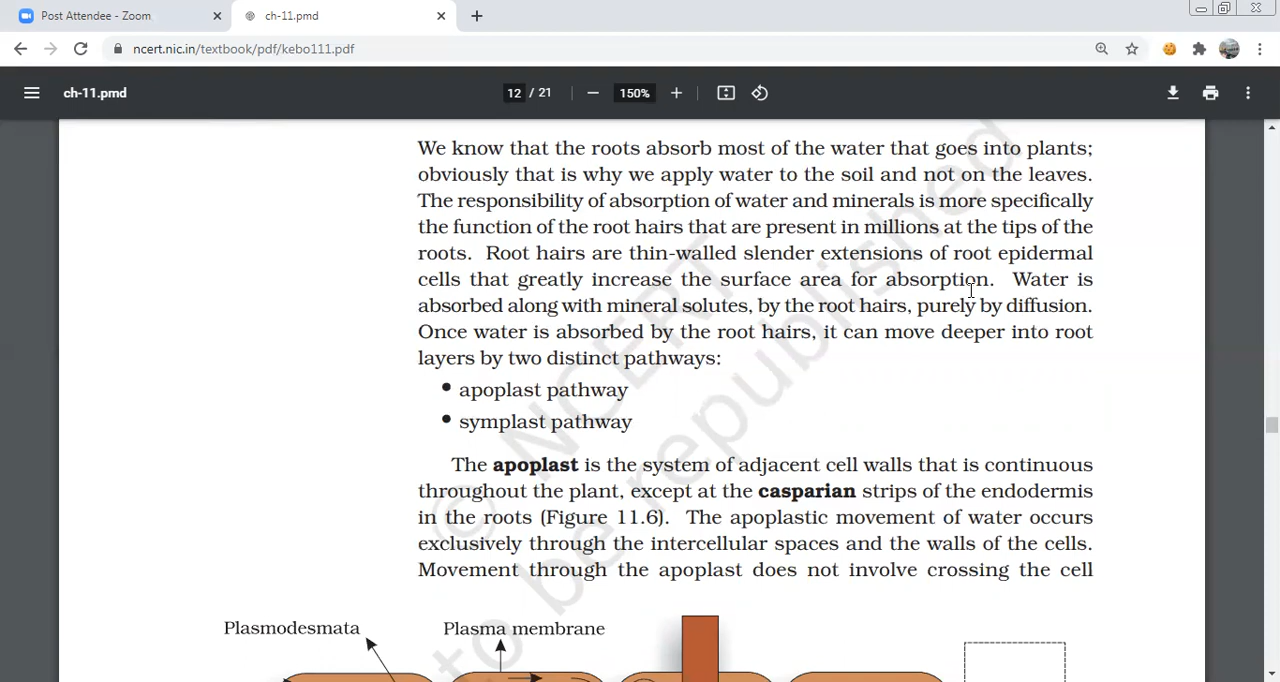 Post Attendee - Zoom
ch-11.pmd
ncert.nic.in/textbook/pdf/kebo111.pdf
ch-11.pmd
12 / 21
150%
We know that the roots absorb most of the water that goes into plants;
obviously that is why we apply water to the soil and not on the leaves.
The responsibility of absorption of water and minerals is more specifically
the function of the root hairs that are present in millions at the tips of the
roots. Root hairs are thin-walled slender extensions of root epidermal
cells that greatly increase the surface area for absorption. Water is
absorbed along with mineral solutes, by the root hairs, purely by diffusion.
Once water is absorbed by the root hairs, it can move deeper into root
layers by two distinct pathways:
• apoplast pathway
• symplast pathway
The apoplast is the system of adjacent cell walls that is continuous
throughout the plant, except at the casparian strips of the endodermis
in the roots (Figure 11.6). The apoplastic movement of water occurs
exclusively through the intercellular spaces and the walls of the cells.
Movement through the apoplast does not involve crossing the cell
Plasmodesmata
Plasma membrane
© NCERT
to be republished